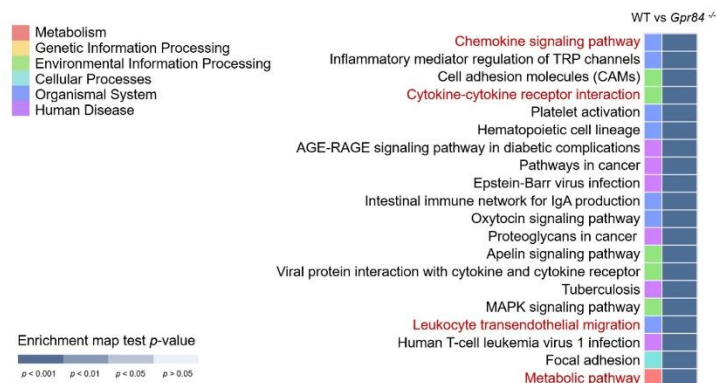 WT vs Gpr84 -/-
Metabolism
Genetic Information Processing
Environmental Information Processing
Cellular Processes
Organismal System
Human Disease
Chemokine signaling pathway
Inflammatory mediator regulation of TRP channels
Cell adhesion molecules (CAMs)
Cytokine-cytokine receptor interaction
Platelet activation
Hematopoietic cell lineage
AGE-RAGE signaling pathway in diabetic complications
Pathways in cancer
Epstein-Barr virus infection
Intestinal immune network for IgA production
Oxytocin signaling pathway
Proteoglycans in cancer
Apelin signaling pathway
Viral protein interaction with cytokine and cytokine receptor
Tuberculosis
MAPK signaling pathway
Leukocyte transendothelial migration
Human T-cell leukemia virus 1 infection
Focal adhesion
Metabolic pathway
Enrichment map test p-value
p < 0.001 p < 0.01 p < 0.05 p > 0.05